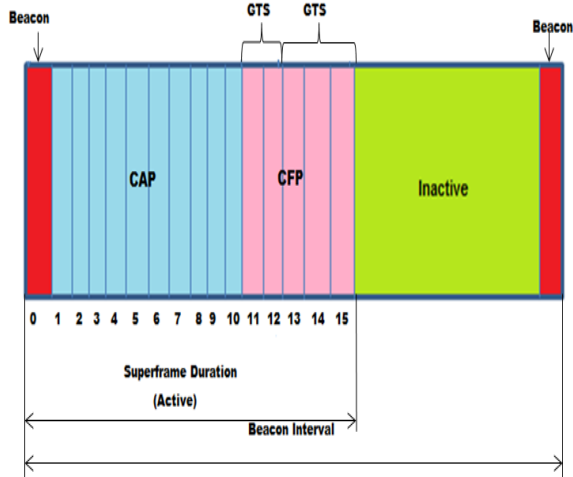 GTS GTS
Beacon
Beacon
CAP
CFP
Inactive
0 1 2 3 4 5 6 7 8 9 10 11 12 13 14 15
Superframe Duration
(Active)
Beacon Interval